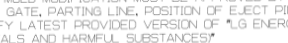 GATE, PARTING LINE, POSITION OF EJECT PI
FY LATEST PROVIDED VERSION OF "LG ENERG
ALS AND HARMFUL SUBSTANCES)"